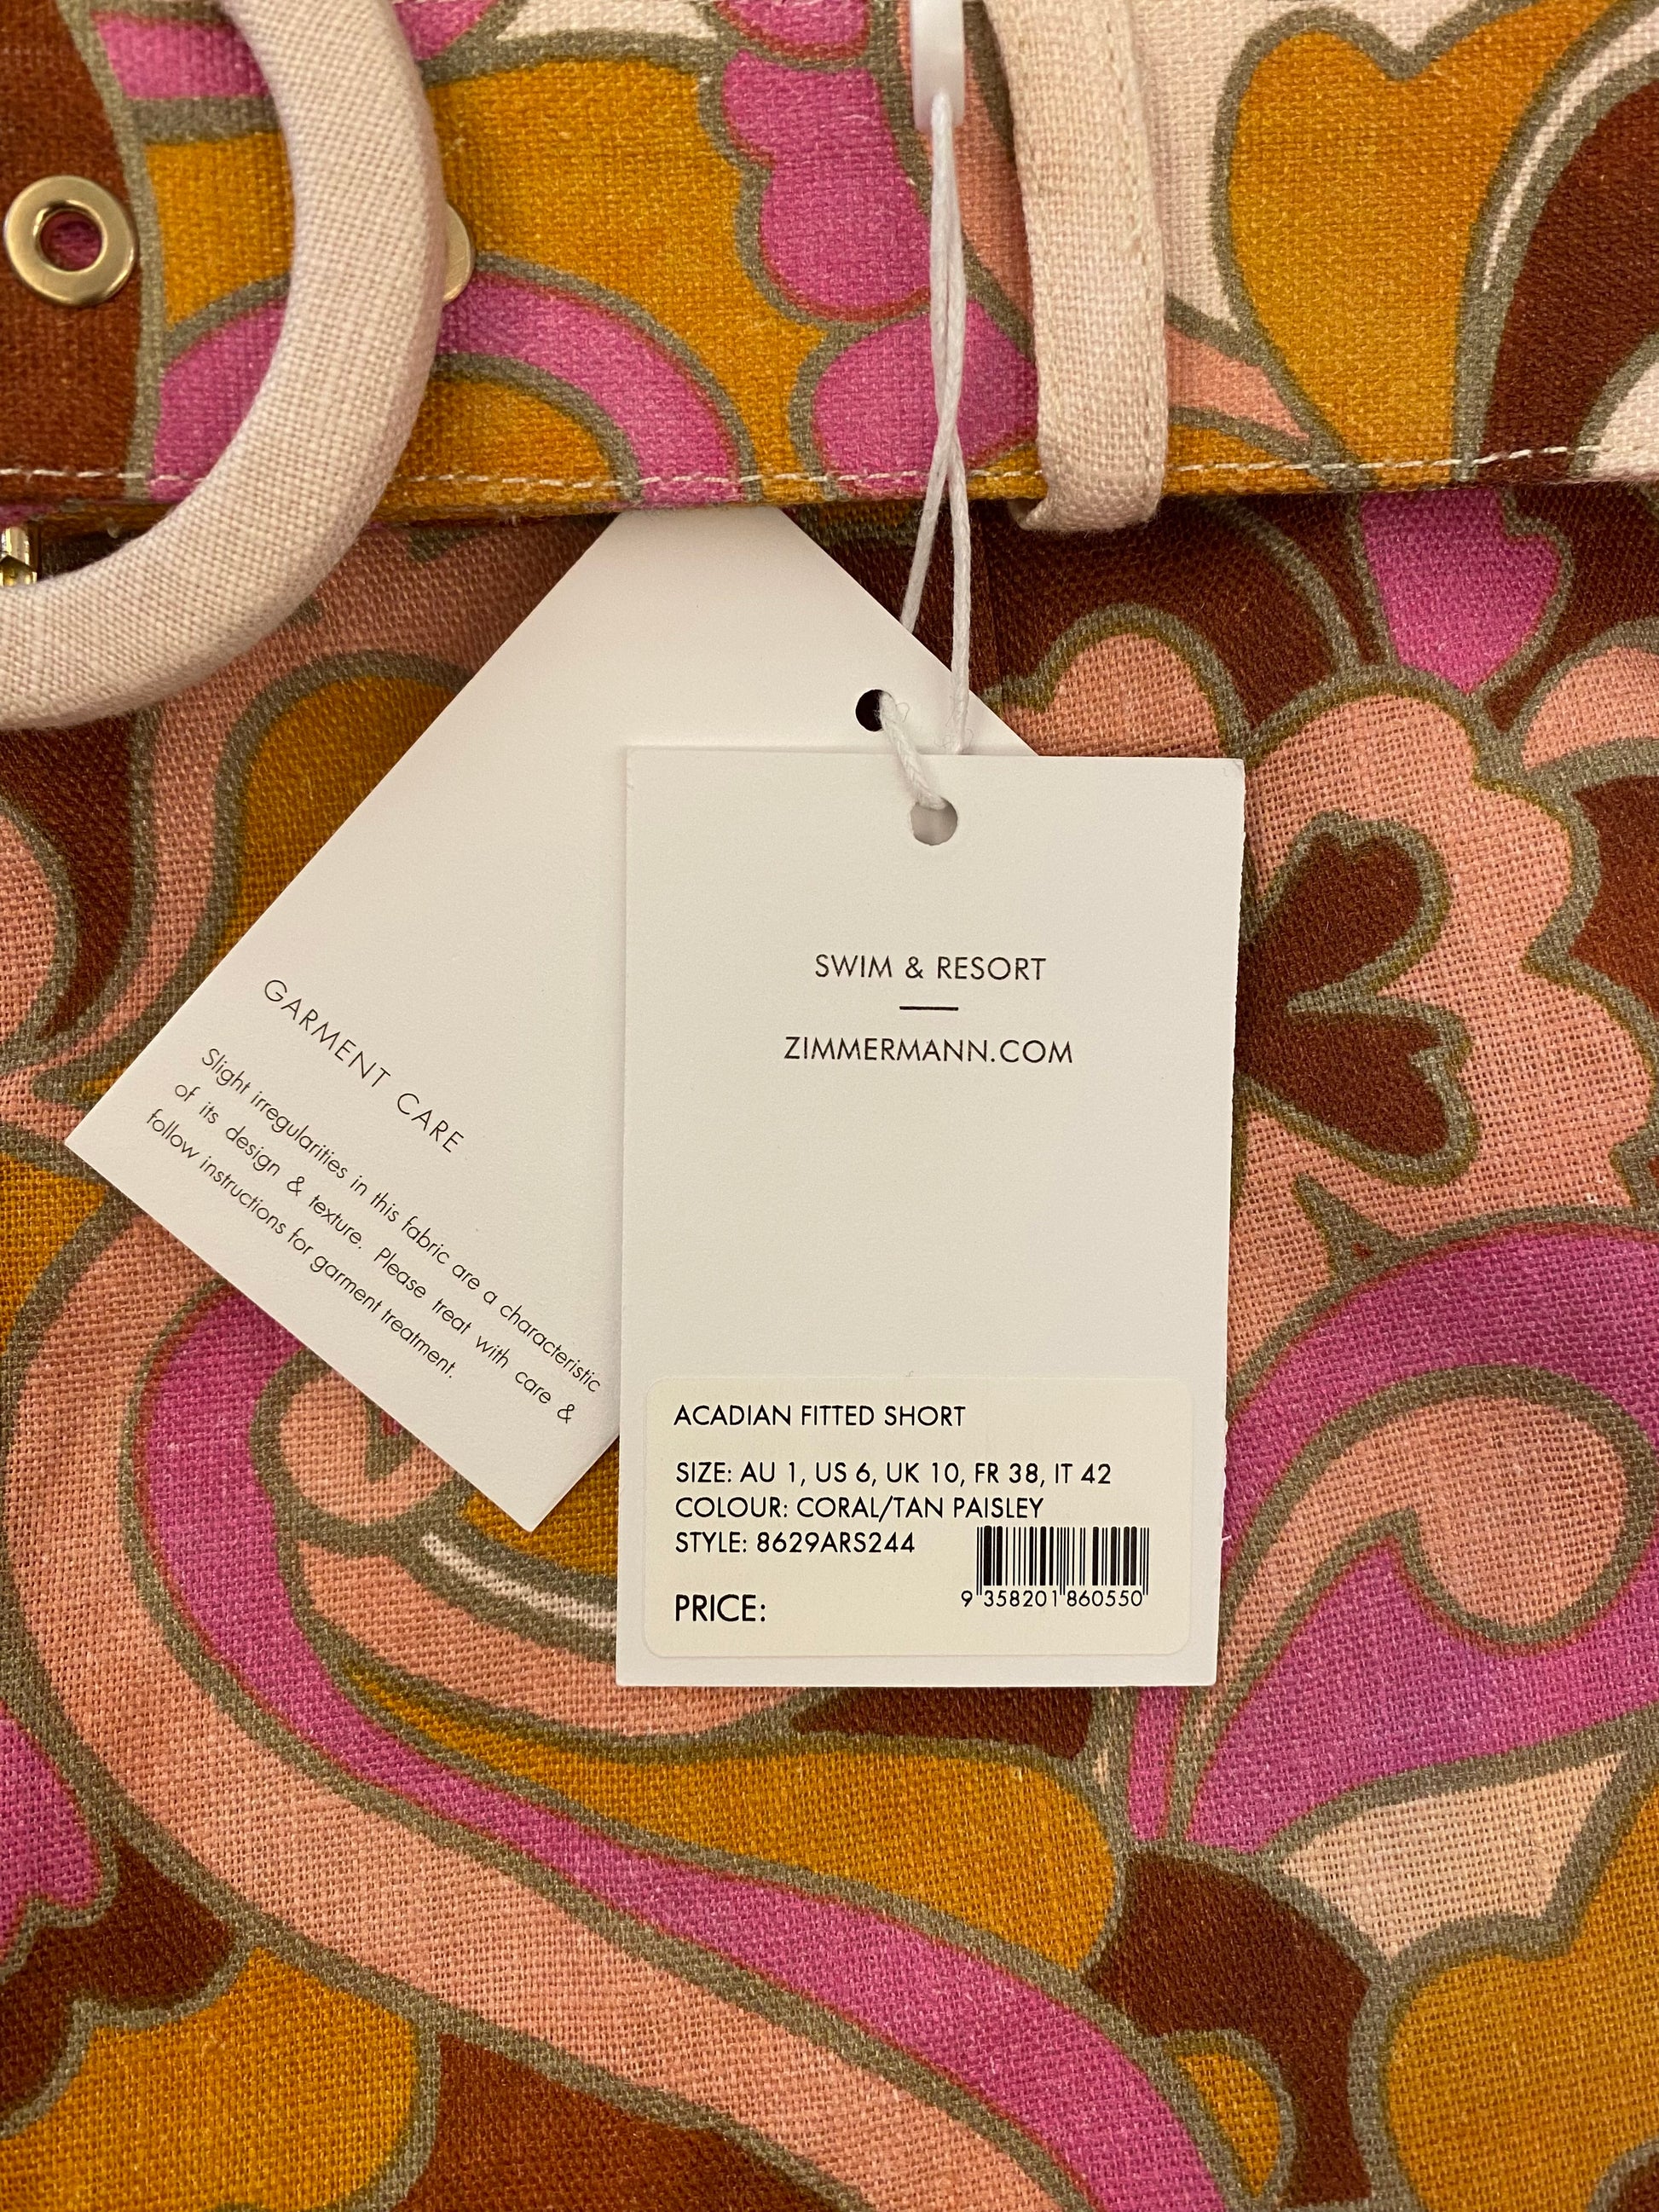 GARMENT CARE
Slight irregularities in this fabric are a characteristic
of its design & texture. Please treat with care &
follow instructions for garment treatment.
SWIM & RESORT
ZIMMERMANN.COM
ACADIAN FITTED SHORT
SIZE: AU 1, US 6, UK 10, FR 38, IT 42
COLOUR: CORAL/TAN PAISLEY
STYLE: 8629ARS244
9 358201 860550
PRICE: